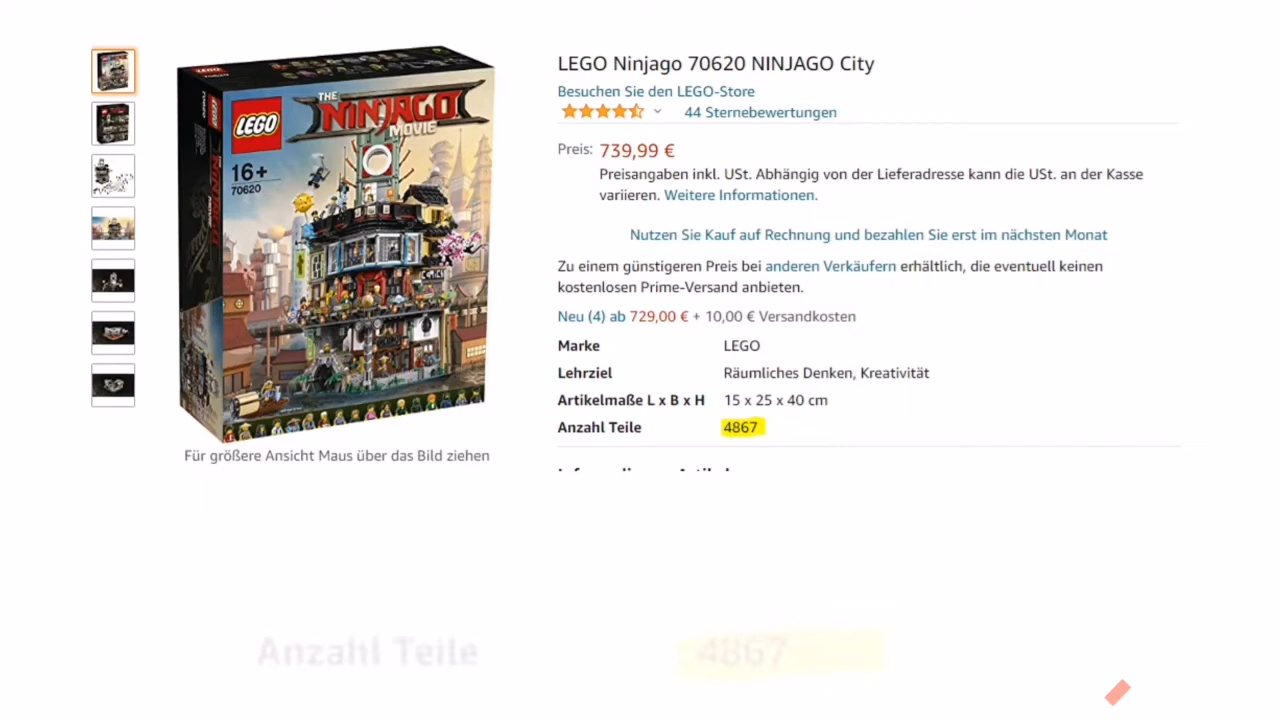 LEGO
THE
NINJAGO
MOVIE
16+
70620
Für größere Ansicht Maus über das Bild ziehen
LEGO Ninjago 70620 NINJAGO City
Besuchen Sie den LEGO-Store
44 Sternebewertungen
Preis: 739,99 €
Preisangaben inkl. USt. Abhängig von der Lieferadresse kann die USt. an der Kasse
variieren. Weitere Informationen.
Nutzen Sie Kauf auf Rechnung und bezahlen Sie erst im nächsten Monat
Zu einem günstigeren Preis bei anderen Verkäufern erhältlich, die eventuell keinen
kostenlosen Prime-Versand anbieten.
Neu (4) ab 729,00 € + 10,00 € Versandkosten
Marke LEGO
Lehrziel Räumliches Denken, Kreativität
Artikelmaße L x B x H 15 x 25 x 40 cm
Anzahl Teile 4867
Anzahl Teile 4867